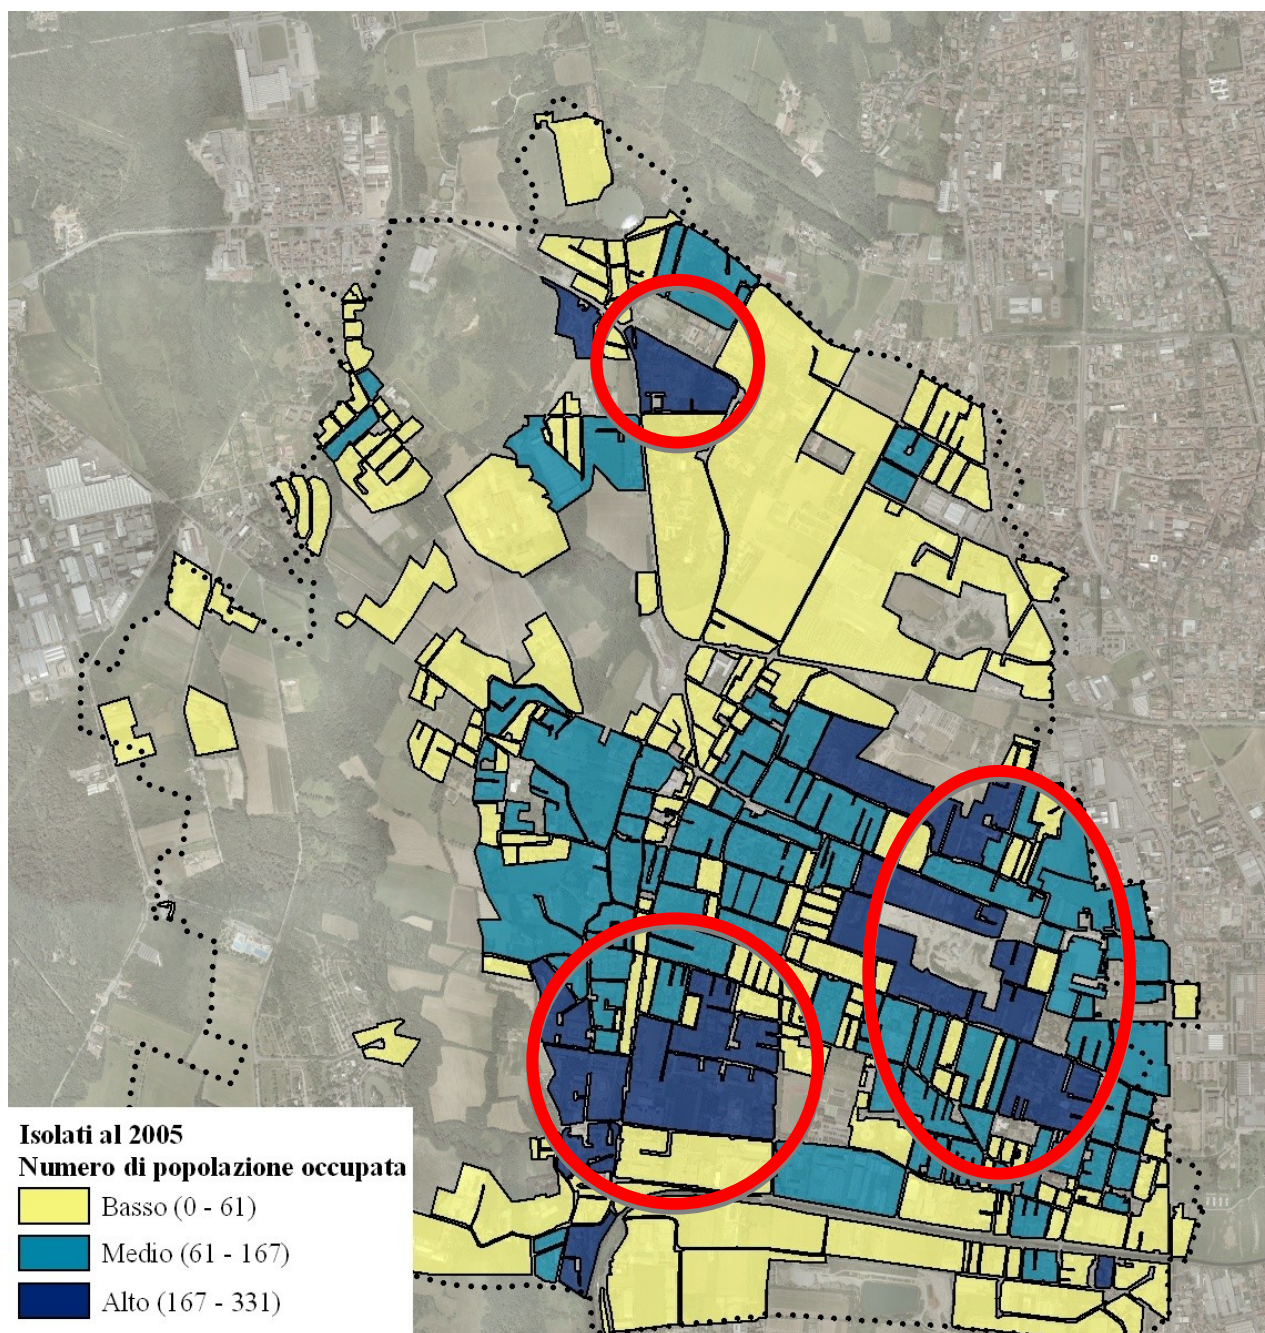 Isolati al 2005
Numero di popolazione occupata
Basso (0 - 61)
Medio (61 - 167)
Alto (167 - 331)